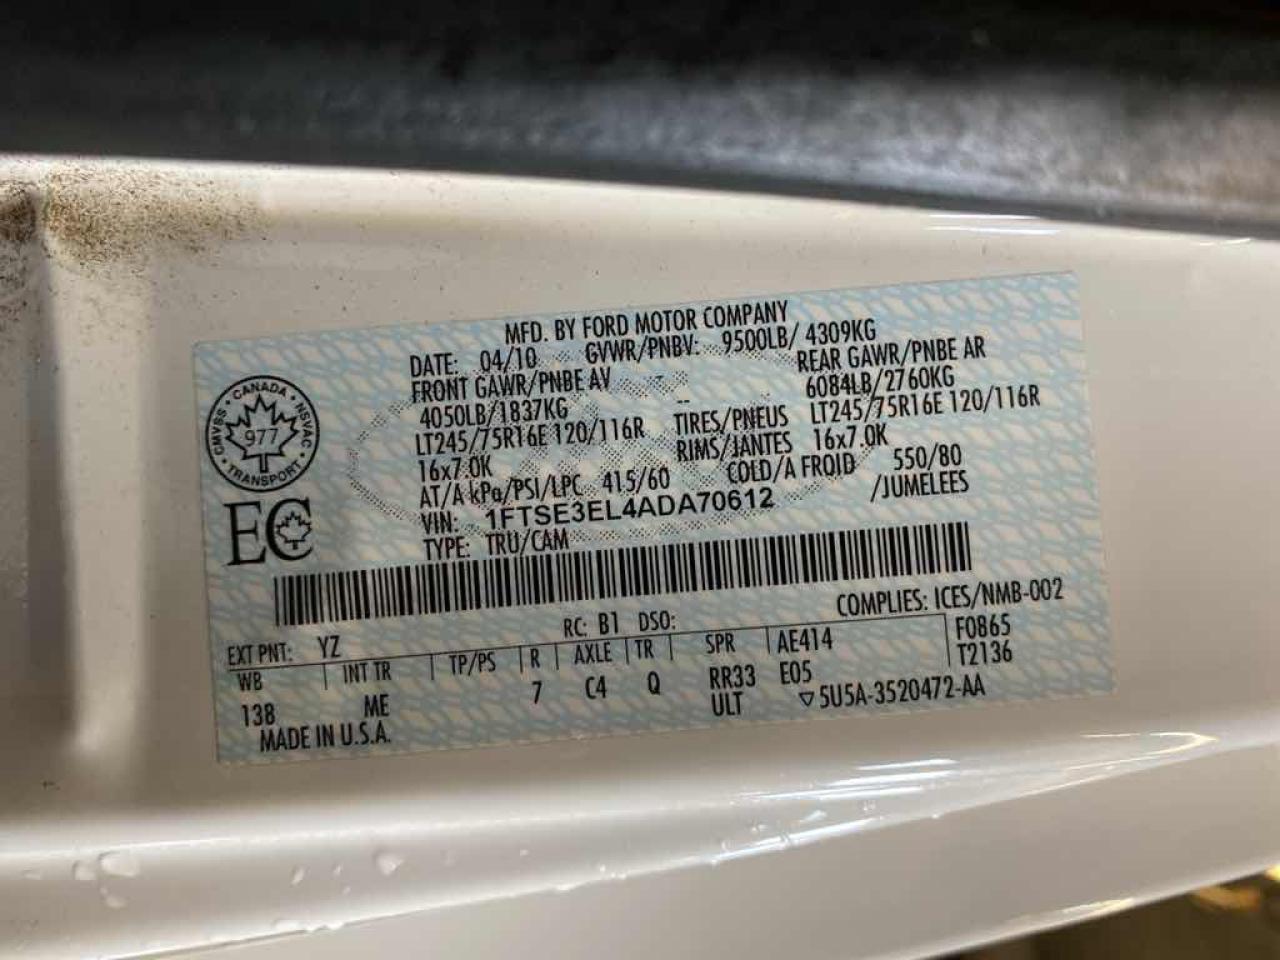 MFD. BY FORD MOTOR COMPANY
DATE: 04/10 GVWR/PNBV: 9500LB/ 4309KG
FRONT GAWR/PNBE AV REAR GAWR/PNBE AR
4050LB/1837KG 6084LB/2760KG
LT245/75R16E 120/116R TIRES/PNEUS LT245/75R16E 120/116R
16x7.0K RIMS/JANTES 16x7.0K
AT/A kPa/PSI/LPC 415/60 COLD/A FROID 550/80
VIN: 1FTSE3EL4ADA70612 /JUMELEES
TYPE: TRU/CAM
CANADA
CMVSS NSVAC
977
TRANSPORT
EC
COMPLIES: ICES/NMB-002
EXT PNT: YZ RC: B1 DSO: F0865
WB INT TR TP/PS R AXLE TR SPR AE414 T2136
138 ME 7 C4 Q RR33 E05
MADE IN U.S.A. ULT ▽5U5A-3520472-AA